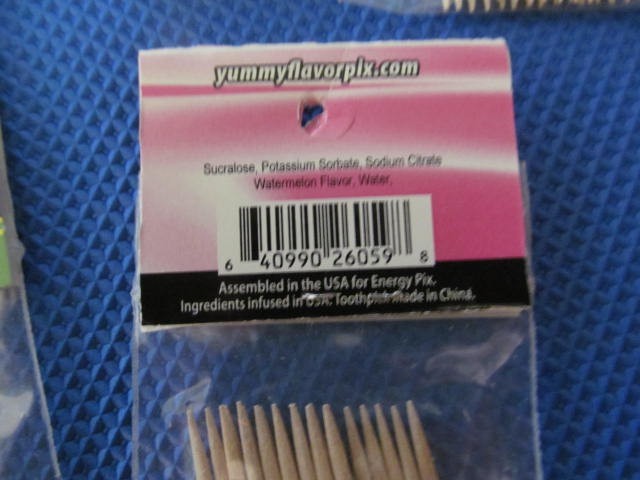 yummyflavorpix.com
Sucralose, Potassium Sorbate, Sodium Citrate
Watermelon Flavor, Water,
6 40990 26059 8
Assembled in the USA for Energy Pix.
Ingredients infused in USA. Toothpick made in China.